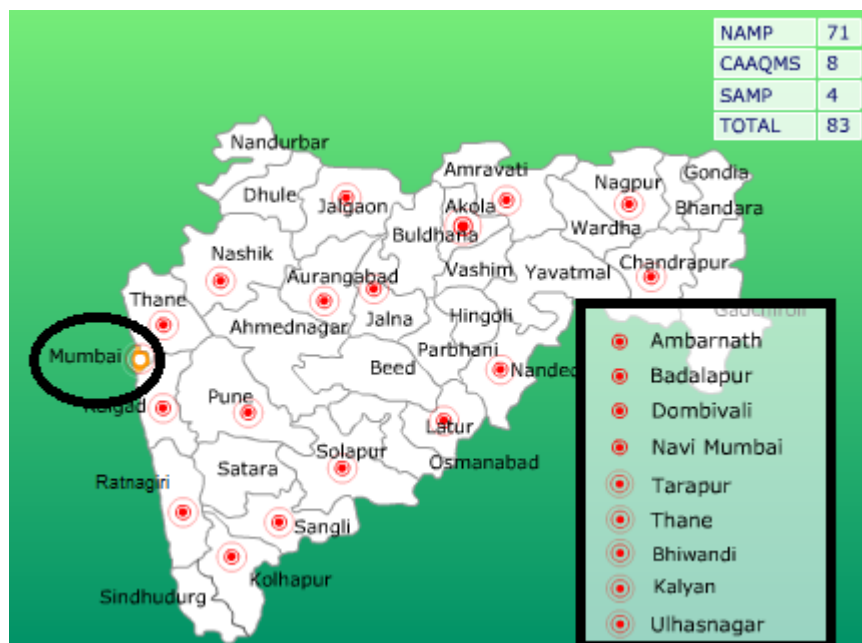 NAMP 71
CAAQMS 8
SAMP 4
TOTAL 83
Nandurbar
Amravati
Gondia
Dhule
Jalgaon
Akola
Nagpur
Bhandara
Buldhana
Wardha
Nashik
Aurangabad
Vashim
Yavatmal
Chandrapur
Thane
Ahmednagar
Jalna
Hingoli
Gadchiroli
Mumbai
Parbhani
Beed
Nanded
Raigad
Pune
Latur
Solapur
Osmanabad
Satara
Ratnagiri
Sangli
Kolhapur
Sindhudurg
Ambarnath
Badalapur
Dombivali
Navi Mumbai
Tarapur
Thane
Bhiwandi
Kalyan
Ulhasnagar